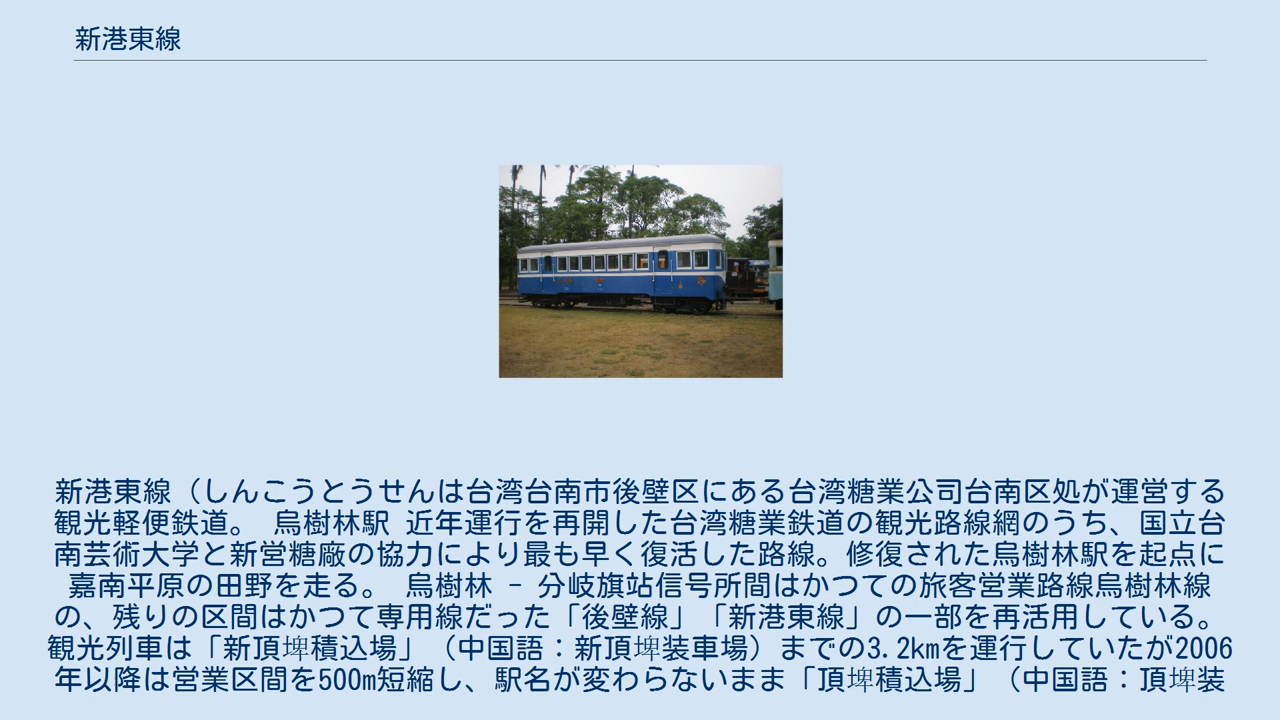 新港東線
新港東線（しんこうとうせんは台湾台南市後壁区にある台湾糖業公司台南区処が運営する
観光軽便鉄道。 烏樹林駅 近年運行を再開した台湾糖業鉄道の観光路線網のうち、国立台
南芸術大学と新営糖廠の協力により最も早く復活した路線。修復された烏樹林駅を起点に
嘉南平原の田野を走る。 烏樹林 - 分岐旗站信号所間はかつての旅客営業路線烏樹林線
の、残りの区間はかつて専用線だった「後壁線」「新港東線」の一部を再活用している。
観光列車は「新頂埤積込場」（中国語：新頂埤装車場）までの3.2kmを運行していたが2006
年以降は営業区間を500m短縮し、駅名が変わらないまま「頂埤積込場」（中国語：頂埤装